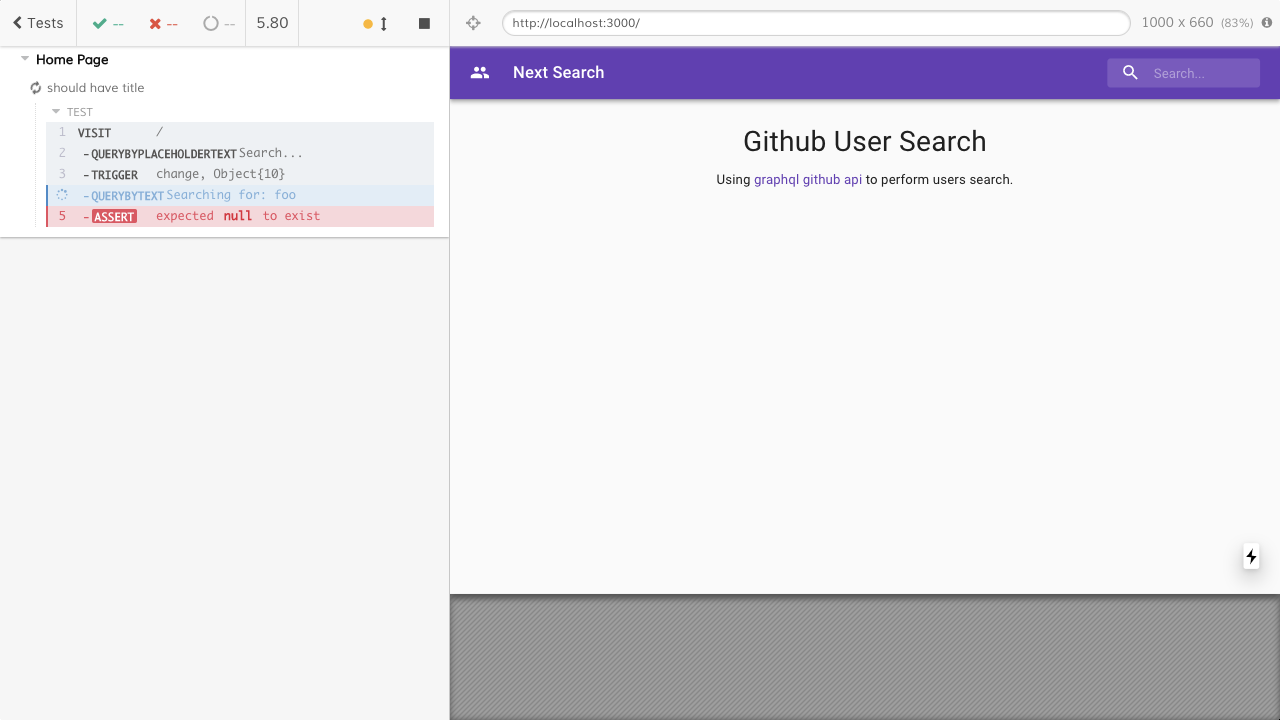 Tests -- -- -- 5.80
http://localhost:3000/ 1000 x 660 (83%)
Home Page
should have title
TEST
1 VISIT /
2 -QUERYBYPLACEHOLDERTEXT Search...
3 -TRIGGER change, Object{10}
-QUERYBYTEXT Searching for: foo
5 -ASSERT expected null to exist
Next Search Search...
Github User Search
Using graphql github api to perform users search.